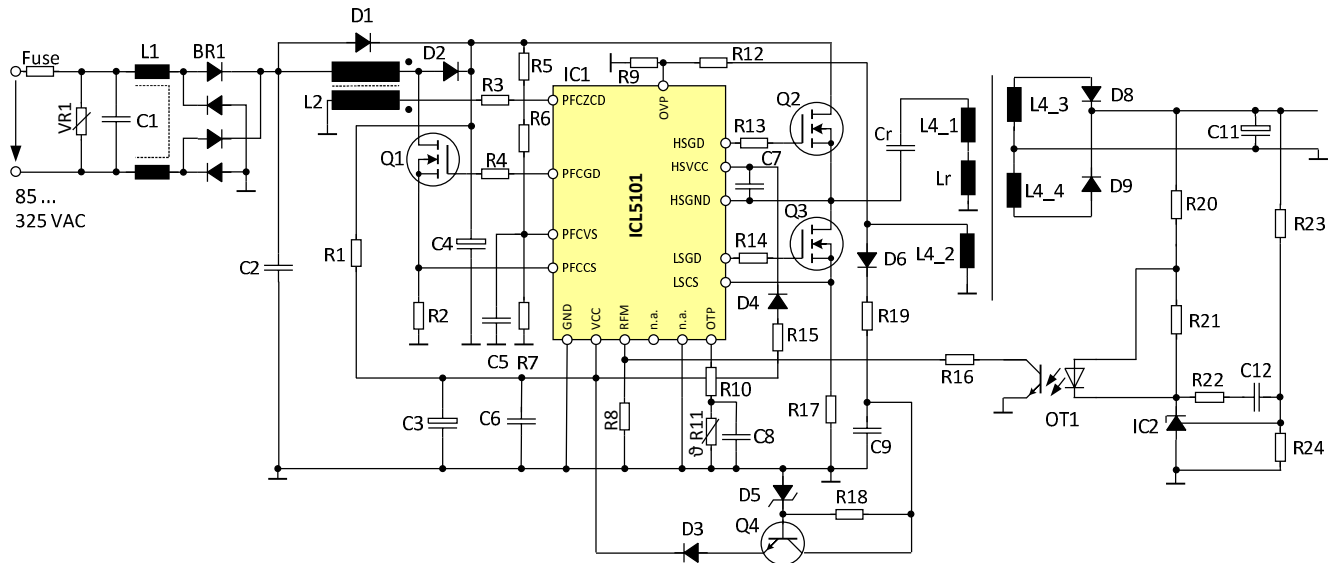 Fuse
L1
BR1
VR1
C1
85 ...
325 VAC
D1
D2
L2
R3
R4
Q1
R1
C2
C4
R2
C5
R7
R5
R6
IC1
R9
R12
PFCZCD
OVP
HSGD
R13
Q2
HSVCC
C7
PFCGD
HSGND
ICL5101
PFCVS
Q3
LSGD
R14
PFCCS
LSCS
D4
GND
VCC
RFM
n.a.
n.a.
OTP
R15
C3
C6
R8
R10
ϑ R11
C8
R17
D6
R19
C9
D5
R18
Q4
D3
Cr
L4_1
Lr
L4_2
L4_3
L4_4
D8
D9
C11
R20
R23
R21
R16
OT1
R22
C12
IC2
R24